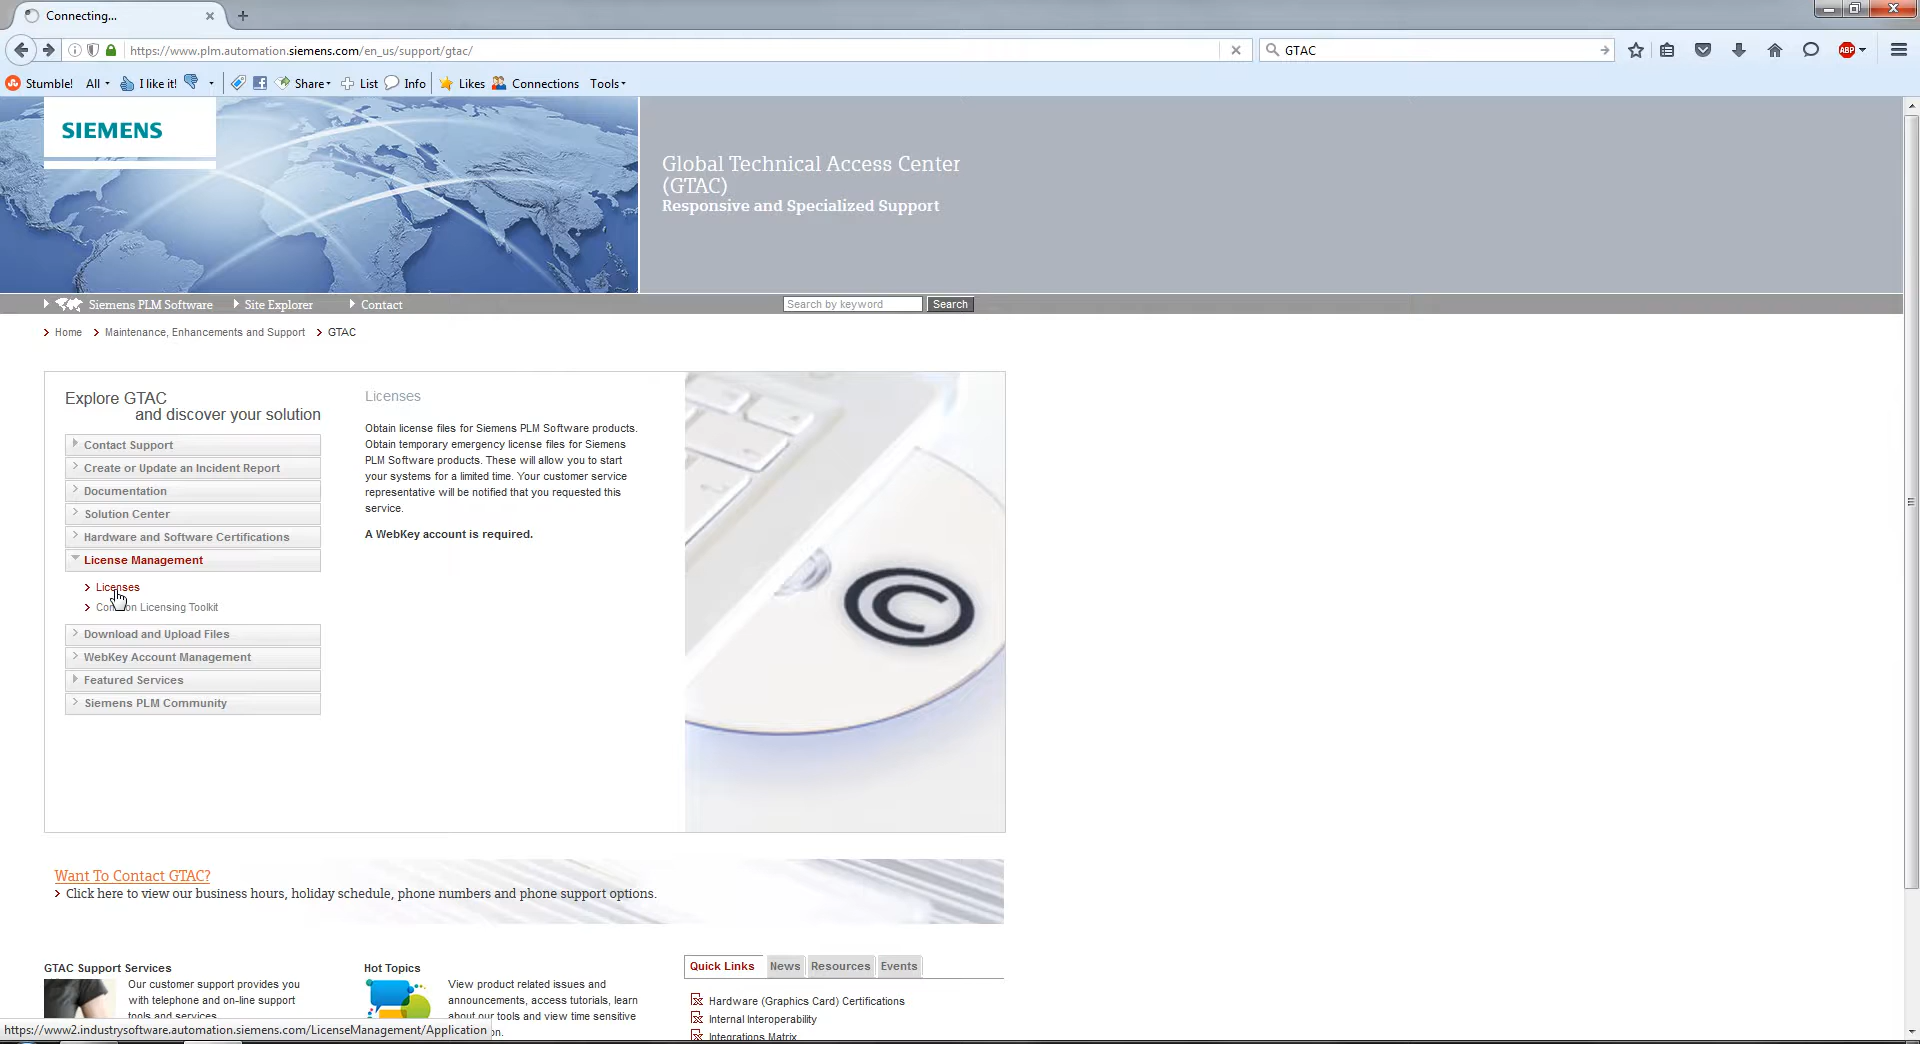 Connecting...
https://www.plm.automation.siemens.com/en_us/support/gtac/
GTAC
ABP
Stumble! All I like it! Share List Info Likes Connections Tools
SIEMENS
Global Technical Access Center
(GTAC)
Responsive and Specialized Support
Siemens PLM Software Site Explorer Contact Search by keyword Search
Home Maintenance, Enhancements and Support GTAC
Explore GTAC
and discover your solution
Contact Support
Create or Update an Incident Report
Documentation
Solution Center
Hardware and Software Certifications
License Management
Licenses
Common Licensing Toolkit
Download and Upload Files
WebKey Account Management
Featured Services
Siemens PLM Community
Licenses
Obtain license files for Siemens PLM Software products.
Obtain temporary emergency license files for Siemens
PLM Software products. These will allow you to start
your systems for a limited time. Your customer service
representative will be notified that you requested this
service.
A WebKey account is required.
©
Want To Contact GTAC?
Click here to view our business hours, holiday schedule, phone numbers and phone support options.
GTAC Support Services
Our customer support provides you
with telephone and on-line support
tools and services.
Hot Topics
View product related issues and
announcements, access tutorials, learn
about our tools and view time sensitive
Quick Links News Resources Events
Hardware (Graphics Card) Certifications
Internal Interoperability
Integrations Matrix
https://www2.industrysoftware.automation.siemens.com/LicenseManagement/Application